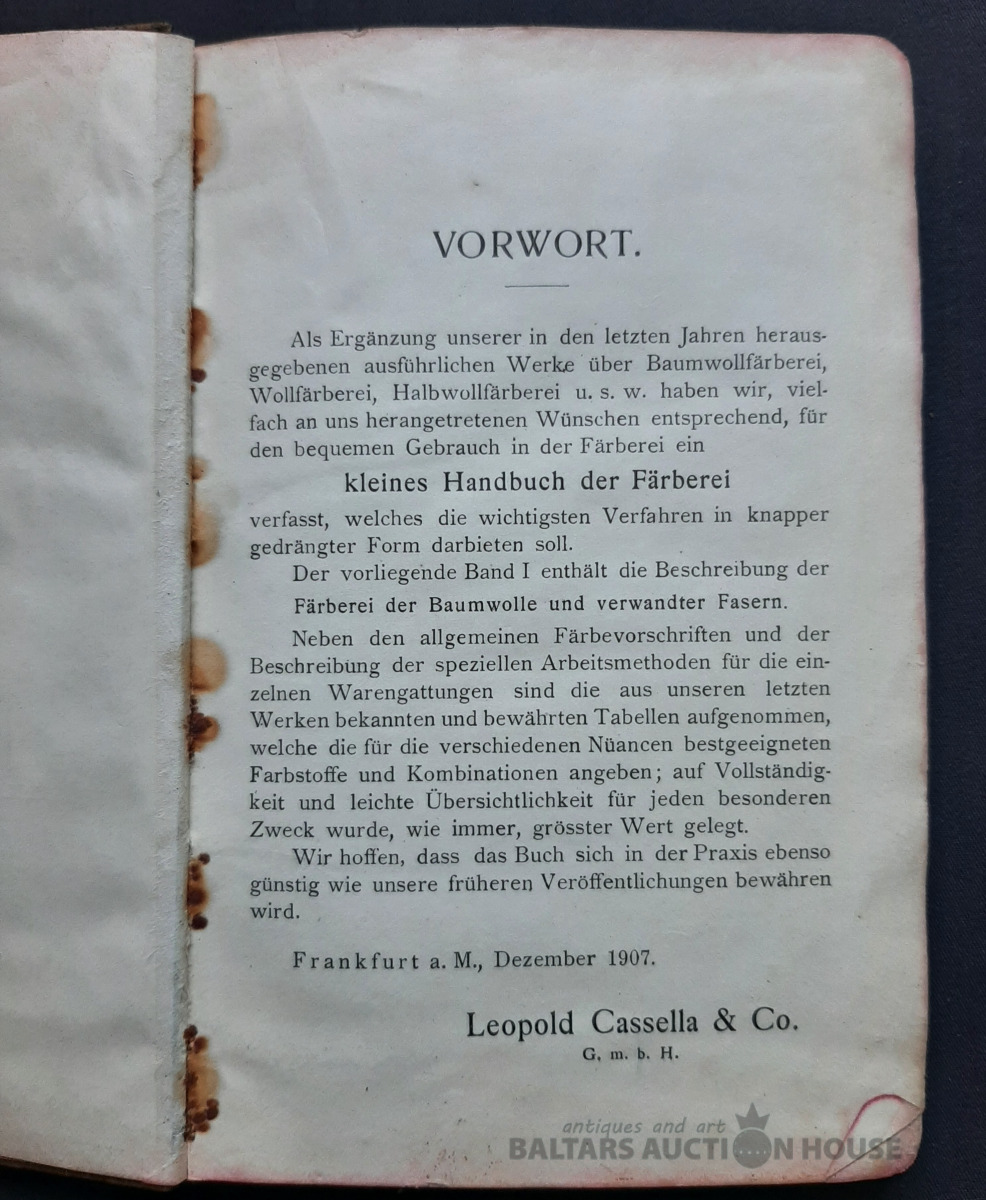 VORWORT.
Als Ergänzung unserer in den letzten Jahren heraus-
gegebenen ausführlichen Werke über Baumwollfärberei,
Wollfärberei, Halbwollfärberei u. s. w. haben wir, viel-
fach an uns herangetretenen Wünschen entsprechend, für
den bequemen Gebrauch in der Färberei ein
kleines Handbuch der Färberei
verfasst, welches die wichtigsten Verfahren in knapper
gedrängter Form darbieten soll.
Der vorliegende Band I enthält die Beschreibung der
Färberei der Baumwolle und verwandter Fasern.
Neben den allgemeinen Färbevorschriften und der
Beschreibung der speziellen Arbeitsmethoden für die ein-
zelnen Warengattungen sind die aus unseren letzten
Werken bekannten und bewährten Tabellen aufgenommen,
welche die für die verschiedenen Nüancen bestgeeigneten
Farbstoffe und Kombinationen angeben; auf Vollständig-
keit und leichte Übersichtlichkeit für jeden besonderen
Zweck wurde, wie immer, grösster Wert gelegt.
Wir hoffen, dass das Buch sich in der Praxis ebenso
günstig wie unsere früheren Veröffentlichungen bewähren
wird.
Frankfurt a. M., Dezember 1907.
Leopold Cassella & Co.
G. m. b. H.
antiques and art
BALTARS AUCTION HOUSE